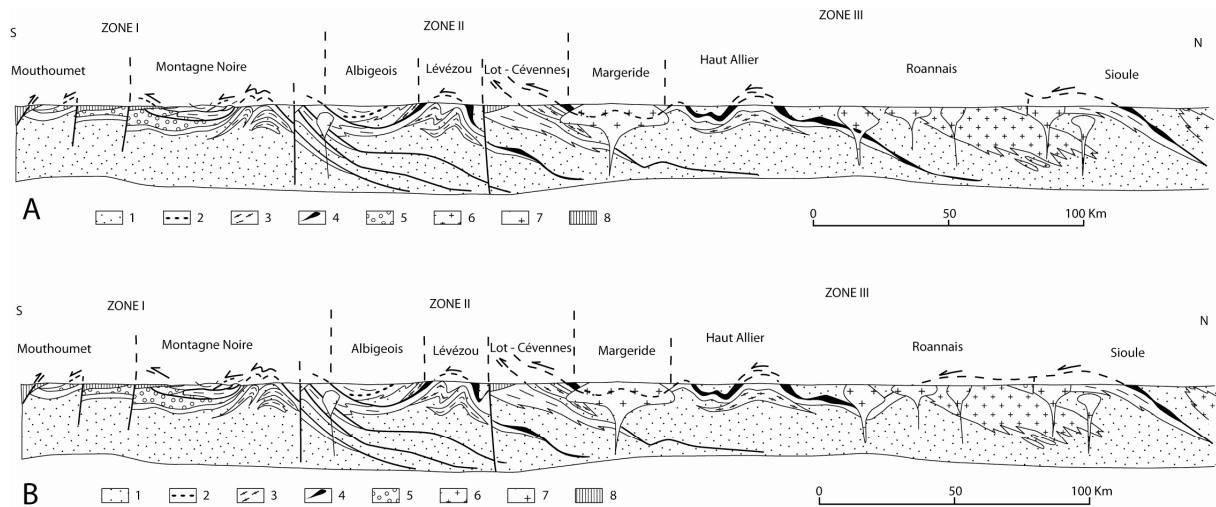 ZONE III
ZONE I
ZONE II
S
N
Mouthoumet Montagne Noire Albigeois Lévézou Lot - Cévennes Margeride Haut Allier Roannais Sioule
A
1 2 3 4 5 6 7 8
0 50 100 Km
ZONE III
ZONE I
ZONE II
S
N
Mouthoumet Montagne Noire Albigeois Lévézou Lot - Cévennes Margeride Haut Allier Roannais Sioule
B
1 2 3 4 5 6 7 8
0 50 100 Km